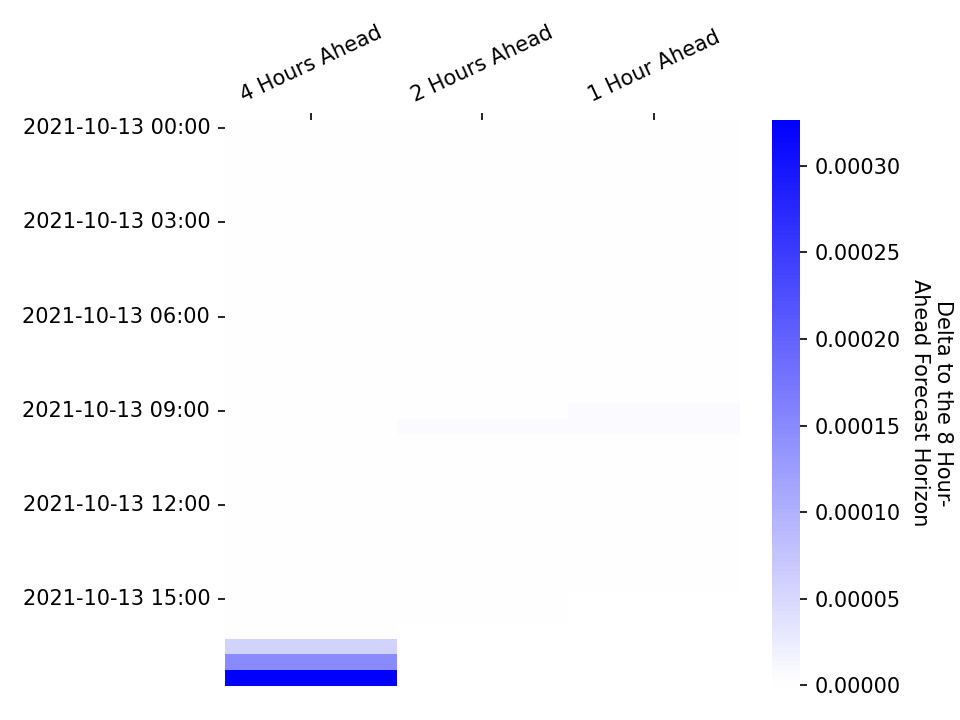 4 Hours Ahead
2 Hours Ahead
1 Hour Ahead
2021-10-13 00:00
2021-10-13 03:00
2021-10-13 06:00
2021-10-13 09:00
2021-10-13 12:00
2021-10-13 15:00
0.00030
0.00025
0.00020
0.00015
0.00010
0.00005
0.00000
Delta to the 8 Hour-
Ahead Forecast Horizon